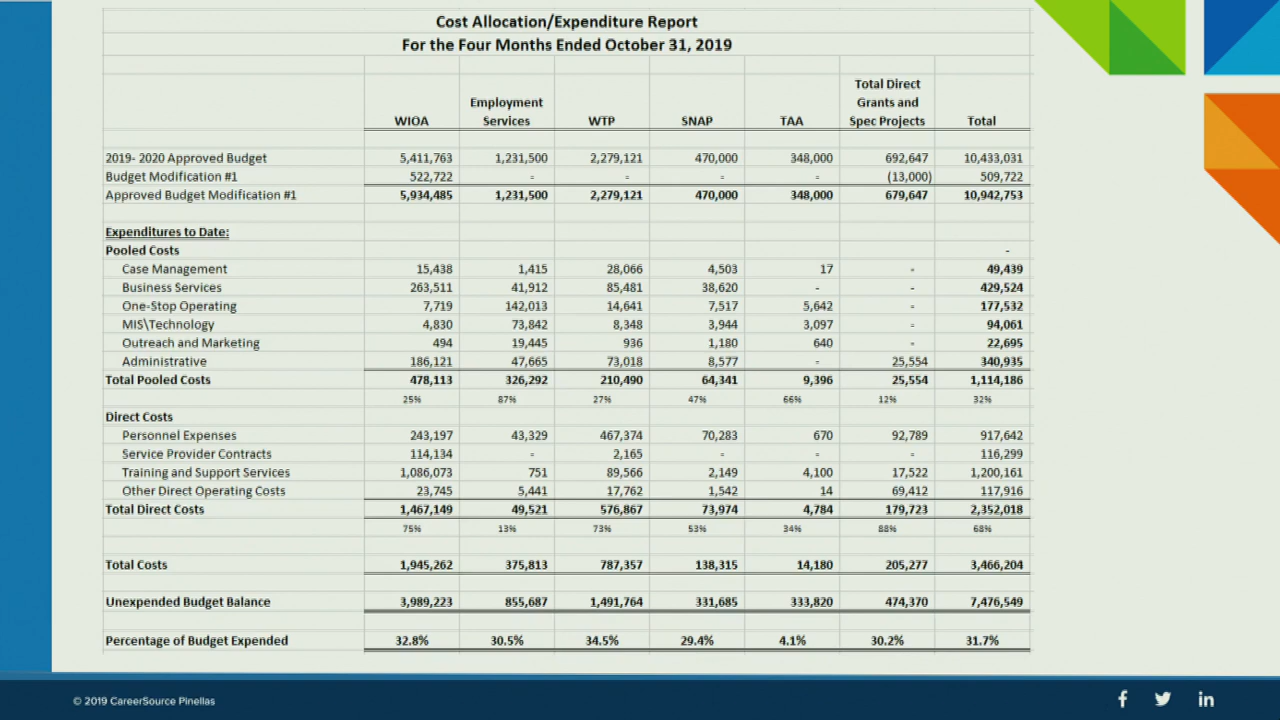 Cost Allocation/Expenditure Report
For the Four Months Ended October 31, 2019
WIOA Employment Services WTP SNAP TAA Total Direct Grants and Spec Projects Total
2019- 2020 Approved Budget 5,411,763 1,231,500 2,279,121 470,000 348,000 692,647 10,433,031
Budget Modification #1 522,722 - - - - (13,000) 509,722
Approved Budget Modification #1 5,934,485 1,231,500 2,279,121 470,000 348,000 679,647 10,942,753
Expenditures to Date:
Pooled Costs -
Case Management 15,438 1,415 28,066 4,503 17 - 49,439
Business Services 263,511 41,912 85,481 38,620 - - 429,524
One-Stop Operating 7,719 142,013 14,641 7,517 5,642 - 177,532
MIS\Technology 4,830 73,842 8,348 3,944 3,097 - 94,061
Outreach and Marketing 494 19,445 936 1,180 640 - 22,695
Administrative 186,121 47,665 73,018 8,577 - 25,554 340,935
Total Pooled Costs 478,113 326,292 210,490 64,341 9,396 25,554 1,114,186
25% 87% 27% 47% 66% 12% 32%
Direct Costs
Personnel Expenses 243,197 43,329 467,374 70,283 670 92,789 917,642
Service Provider Contracts 114,134 - 2,165 - - - 116,299
Training and Support Services 1,086,073 751 89,566 2,149 4,100 17,522 1,200,161
Other Direct Operating Costs 23,745 5,441 17,762 1,542 14 69,412 117,916
Total Direct Costs 1,467,149 49,521 576,867 73,974 4,784 179,723 2,352,018
75% 13% 73% 53% 34% 88% 68%
Total Costs 1,945,262 375,813 787,357 138,315 14,180 205,277 3,466,204
Unexpended Budget Balance 3,989,223 855,687 1,491,764 331,685 333,820 474,370 7,476,549
Percentage of Budget Expended 32.8% 30.5% 34.5% 29.4% 4.1% 30.2% 31.7%
© 2019 CareerSource Pinellas